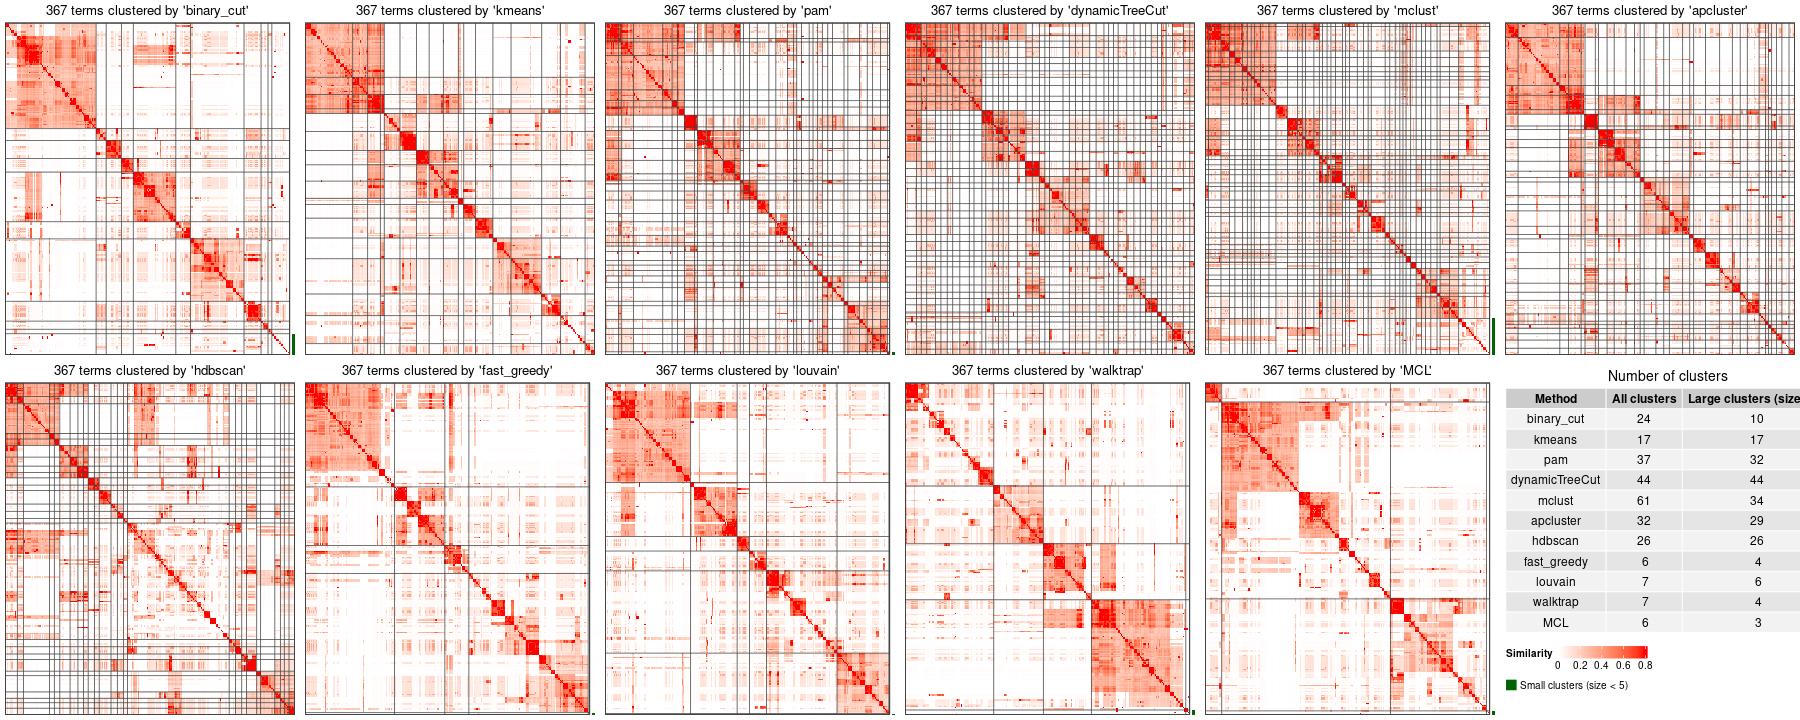 367 terms clustered by 'binary_cut'
367 terms clustered by 'kmeans'
367 terms clustered by 'pam'
367 terms clustered by 'dynamicTreeCut'
367 terms clustered by 'mclust'
367 terms clustered by 'apcluster'
367 terms clustered by 'hdbscan'
367 terms clustered by 'fast_greedy'
367 terms clustered by 'louvain'
367 terms clustered by 'walktrap'
367 terms clustered by 'MCL'
Number of clusters
Method All clusters Large clusters (size
binary_cut 24 10
kmeans 17 17
pam 37 32
dynamicTreeCut 44 44
mclust 61 34
apcluster 32 29
hdbscan 26 26
fast_greedy 6 4
louvain 7 6
walktrap 7 4
MCL 6 3
Similarity
0 0.2 0.4 0.6 0.8
Small clusters (size < 5)